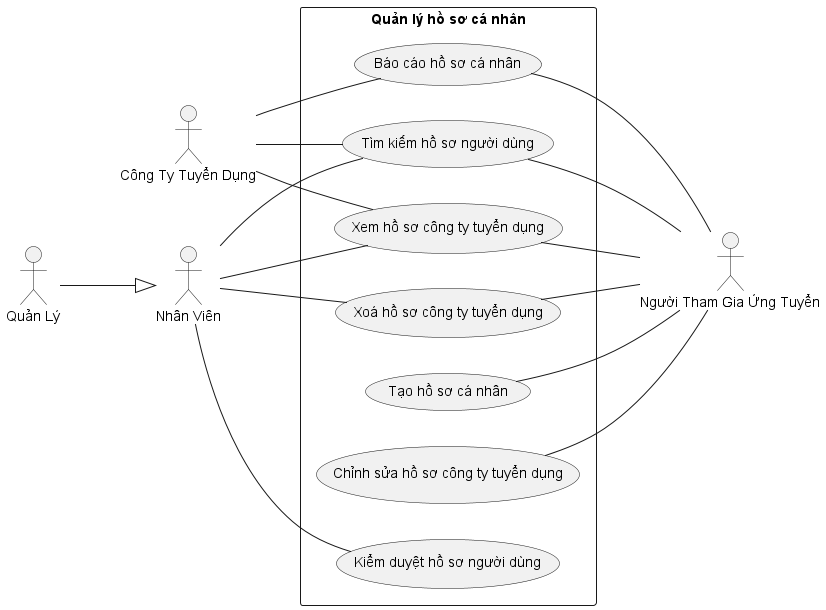 Quản lý hồ sơ cá nhân
Báo cáo hồ sơ cá nhân
Tìm kiếm hồ sơ người dùng
Công Ty Tuyển Dụng
Xem hồ sơ công ty tuyển dụng
Quản Lý
Nhân Viên
Người Tham Gia Ứng Tuyển
Xoá hồ sơ công ty tuyển dụng
Tạo hồ sơ cá nhân
Chỉnh sửa hồ sơ công ty tuyển dụng
Kiểm duyệt hồ sơ người dùng